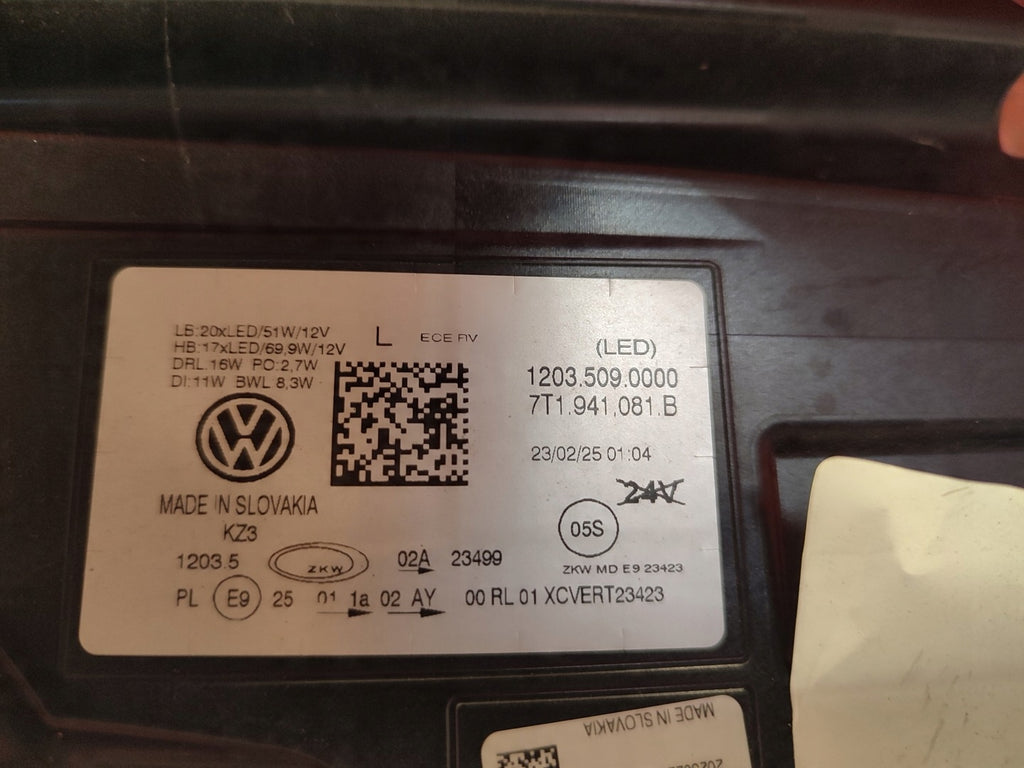 LB:20xLED/51W/12V
HB:17xLED/69,9W/12V
DRL:16W PO:2,7W
DI:11W BWL 8,3W
L ECE FIV
(LED)
1203.509.0000
7T1.941.081.B
23/02/25 01:04
MADE IN SLOVAKIA
KZ3
24V
05S
1203.5 ZKW 02A 23499
ZKW MD E9 23423
PL E9 25 01 1a 02 AY 00 RL 01 XCVERT23423
MADE IN SLOVAKIA